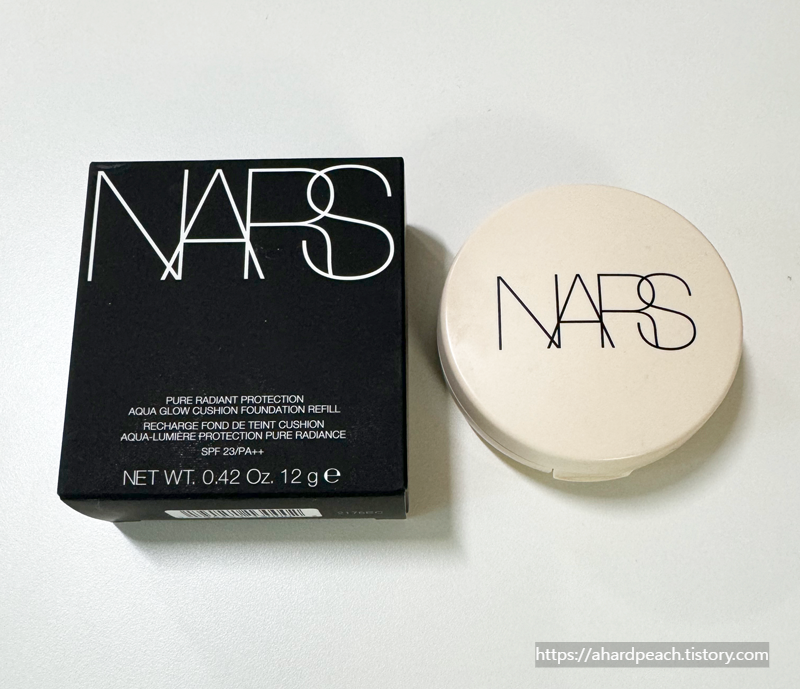 NARS
PURE RADIANT PROTECTION
AQUA GLOW CUSHION FOUNDATION REFILL
RECHARGE FOND DE TEINT CUSHION
AQUA-LUMIÈRE PROTECTION PURE RADIANCE
SPF 23/PA++
NET WT. 0.42 Oz. 12 g ℮
NARS
https://ahardpeach.tistory.com